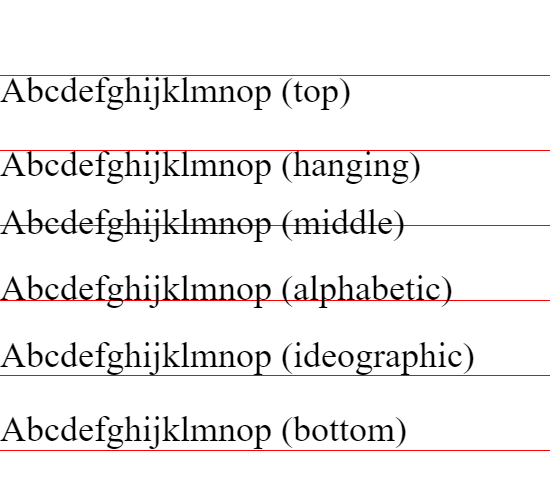 Abcdefghijklmnop (top)
Abcdefghijklmnop (hanging)
Abcdefghijklmnop (middle)
Abcdefghijklmnop (alphabetic)
Abcdefghijklmnop (ideographic)
Abcdefghijklmnop (bottom)